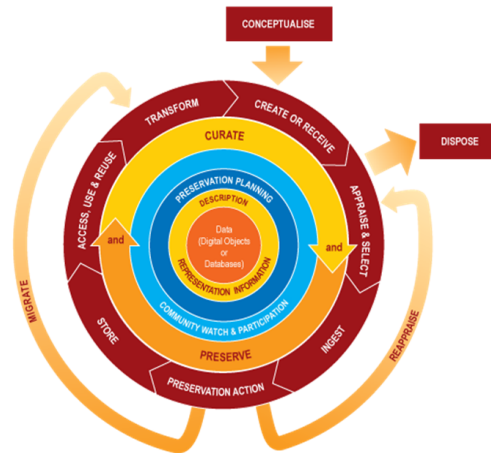 CONCEPTUALISE
CREATE OR RECEIVE
DISPOSE
APPRAISE & SELECT
INGEST
PRESERVATION ACTION
STORE
ACCESS, USE & REUSE
TRANSFORM
MIGRATE
REAPPRAISE
CURATE
and
PRESERVE
and
PRESERVATION PLANNING
COMMUNITY WATCH & PARTICIPATION
DESCRIPTION
REPRESENTATION INFORMATION
Data
(Digital Objects
or
Databases)